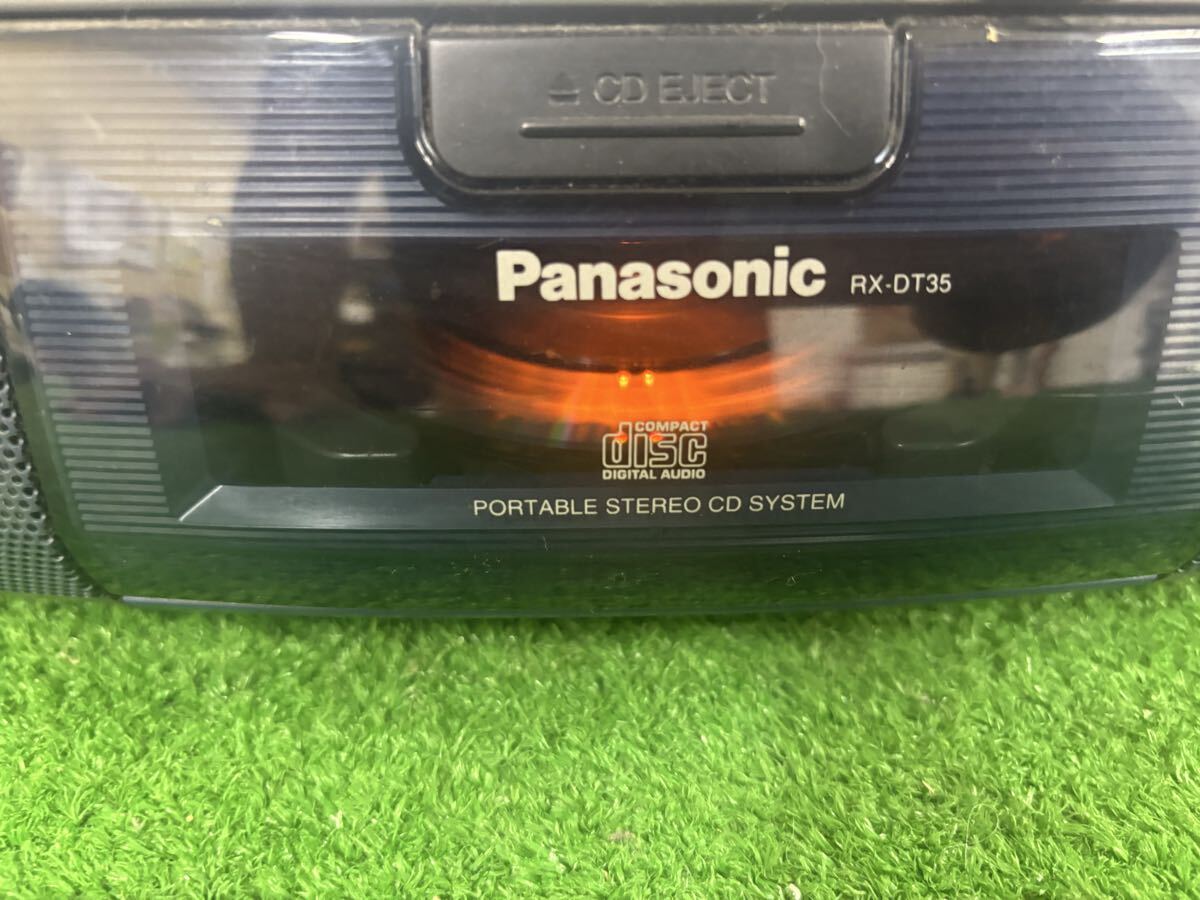 ⏏ CD EJECT
Panasonic RX-DT35
COMPACT
disc
DIGITAL AUDIO
PORTABLE STEREO CD SYSTEM